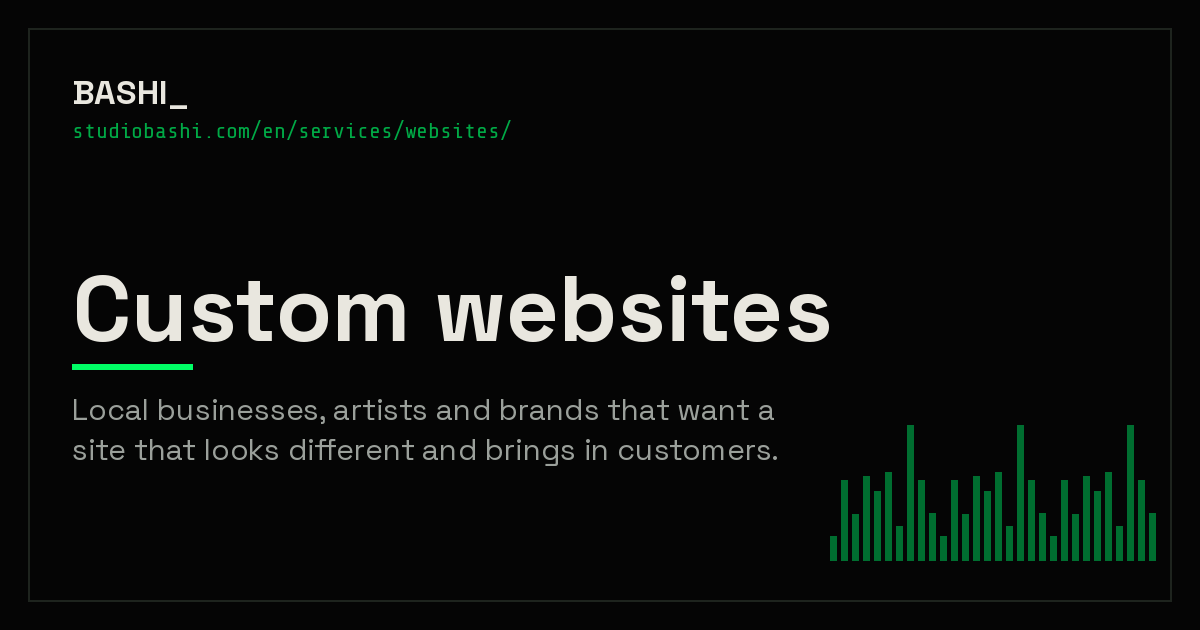 BASHI_
studiobashi.com/en/services/websites/
Custom websites
Local businesses, artists and brands that want a
site that looks different and brings in customers.